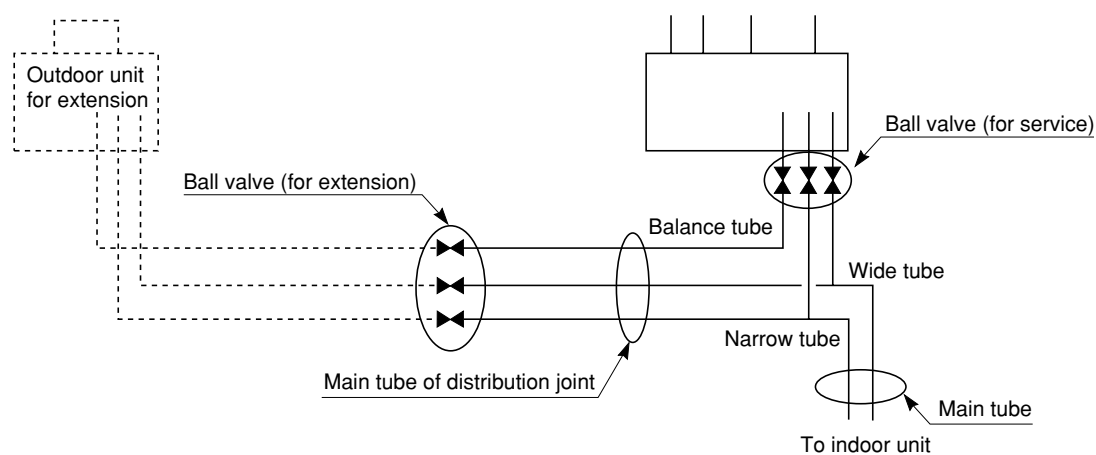 Outdoor unit
for extension
Ball valve (for service)
Ball valve (for extension)
Balance tube
Wide tube
Narrow tube
Main tube of distribution joint
Main tube
To indoor unit